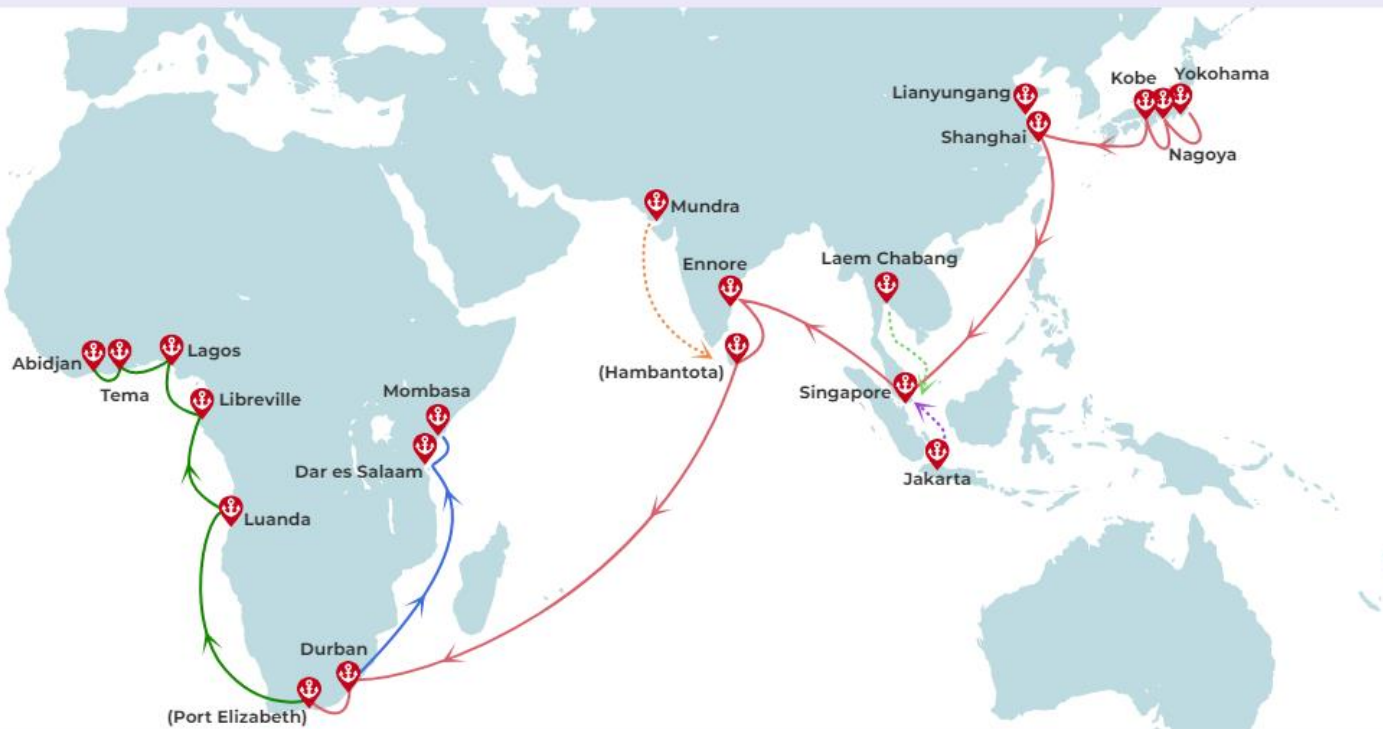 Kobe
Yokohama
Lianyungang
Shanghai
Nagoya
Mundra
Ennore
Laem Chabang
Abidjan
Lagos
(Hambantota)
Tema
Libreville
Mombasa
Singapore
Dar es Salaam
Jakarta
Luanda
Durban
(Port Elizabeth)